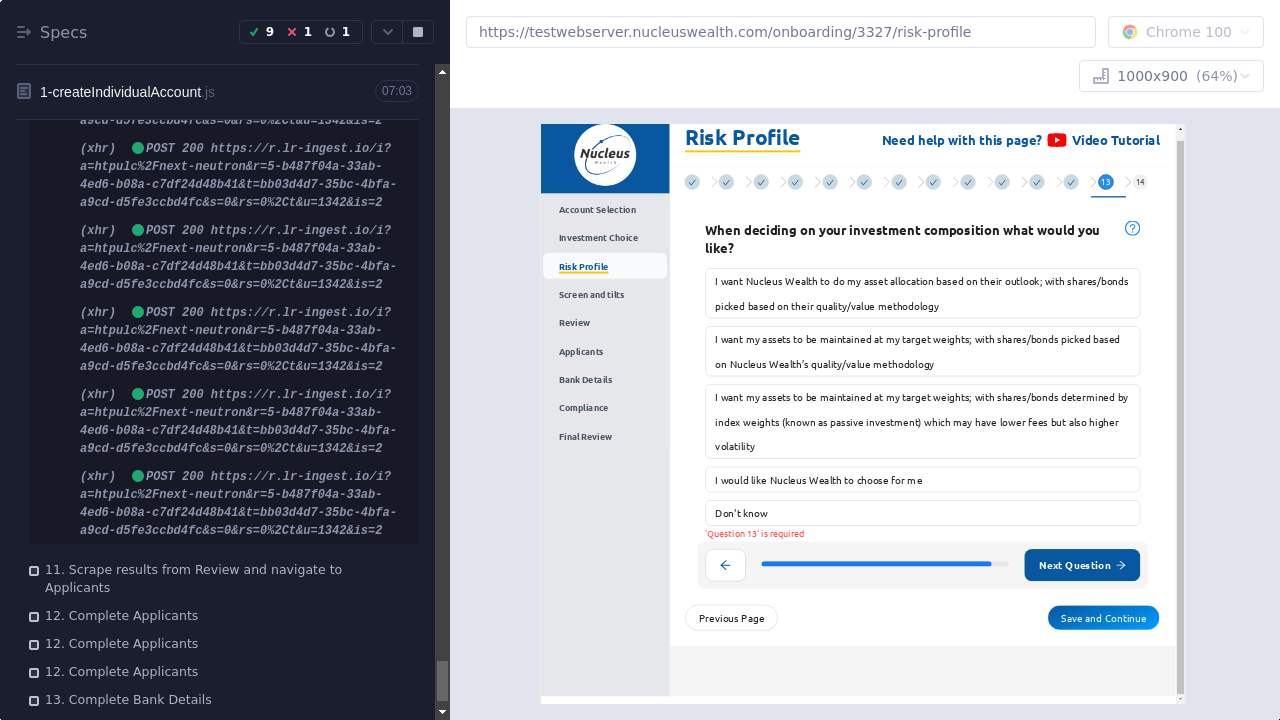 Specs
9
1
1
1-createIndividualAccount.js
07:03
a9cd-d5fe3ccbd4fc&s=0&rs=0%2Ct&u=1342&is=2
(xhr) POST 200 https://r.lr-ingest.io/i?
a=htpulc%2Fnext-neutron&r=5-b487f04a-33ab-
4ed6-b08a-c7df24d48b41&t=bb03d4d7-35bc-4bfa-
a9cd-d5fe3ccbd4fc&s=0&rs=0%2Ct&u=1342&is=2
(xhr) POST 200 https://r.lr-ingest.io/i?
a=htpulc%2Fnext-neutron&r=5-b487f04a-33ab-
4ed6-b08a-c7df24d48b41&t=bb03d4d7-35bc-4bfa-
a9cd-d5fe3ccbd4fc&s=0&rs=0%2Ct&u=1342&is=2
(xhr) POST 200 https://r.lr-ingest.io/i?
a=htpulc%2Fnext-neutron&r=5-b487f04a-33ab-
4ed6-b08a-c7df24d48b41&t=bb03d4d7-35bc-4bfa-
a9cd-d5fe3ccbd4fc&s=0&rs=0%2Ct&u=1342&is=2
(xhr) POST 200 https://r.lr-ingest.io/i?
a=htpulc%2Fnext-neutron&r=5-b487f04a-33ab-
4ed6-b08a-c7df24d48b41&t=bb03d4d7-35bc-4bfa-
a9cd-d5fe3ccbd4fc&s=0&rs=0%2Ct&u=1342&is=2
(xhr) POST 200 https://r.lr-ingest.io/i?
a=htpulc%2Fnext-neutron&r=5-b487f04a-33ab-
4ed6-b08a-c7df24d48b41&t=bb03d4d7-35bc-4bfa-
a9cd-d5fe3ccbd4fc&s=0&rs=0%2Ct&u=1342&is=2
11. Scrape results from Review and navigate to
Applicants
12. Complete Applicants
12. Complete Applicants
12. Complete Applicants
13. Complete Bank Details
https://testwebserver.nucleuswealth.com/onboarding/3327/risk-profile
Chrome 100
1000x900 (64%)
Nucleus
Wealth
Account Selection
Investment Choice
Risk Profile
Screen and tilts
Review
Applicants
Bank Details
Compliance
Final Review
Risk Profile
Need help with this page? Video Tutorial
13
14
When deciding on your investment composition what would you
like?
I want Nucleus Wealth to do my asset allocation based on their outlook; with shares/bonds
picked based on their quality/value methodology
I want my assets to be maintained at my target weights; with shares/bonds picked based
on Nucleus Wealth's quality/value methodology
I want my assets to be maintained at my target weights; with shares/bonds determined by
index weights (known as passive investment) which may have lower fees but also higher
volatility
I would like Nucleus Wealth to choose for me
Don't know
'Question 13' is required
Next Question
Previous Page
Save and Continue